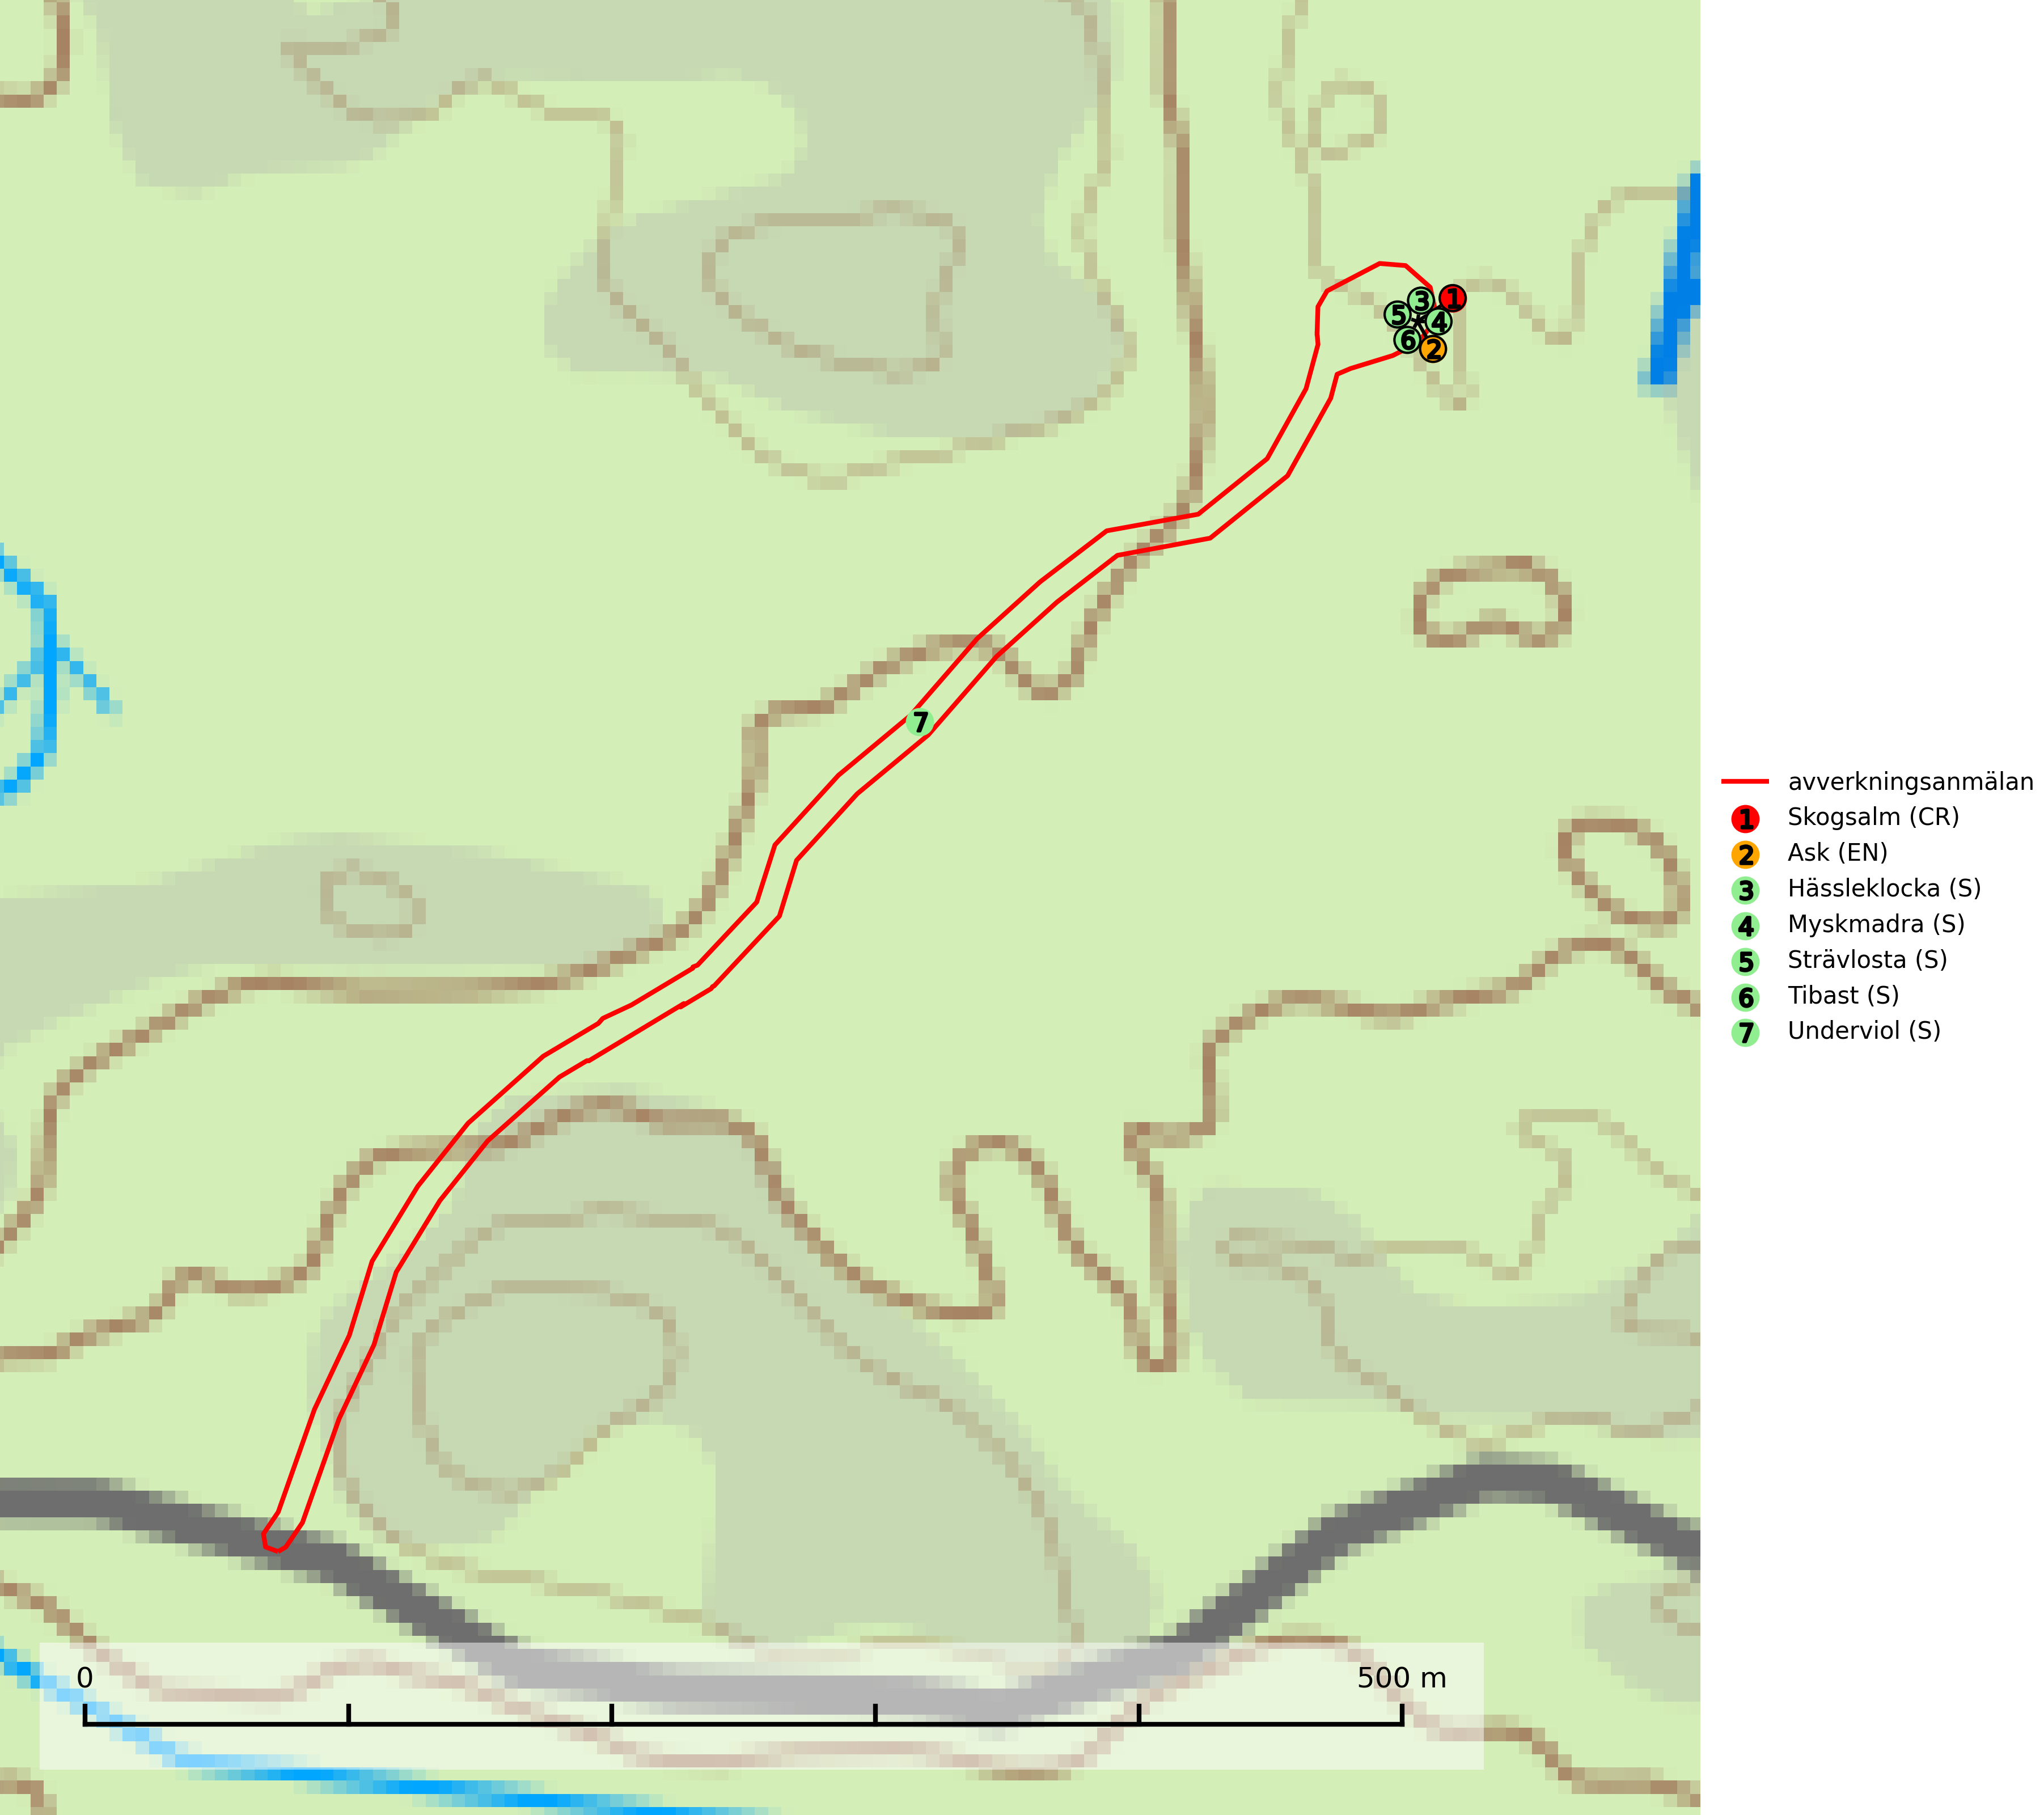 3
1
5
4
6
2
7
avverkningsanmälan
1 Skogsalm (CR)
2 Ask (EN)
3 Hässleklocka (S)
4 Myskmadra (S)
5 Strävlosta (S)
6 Tibast (S)
7 Underviol (S)
0 500 m